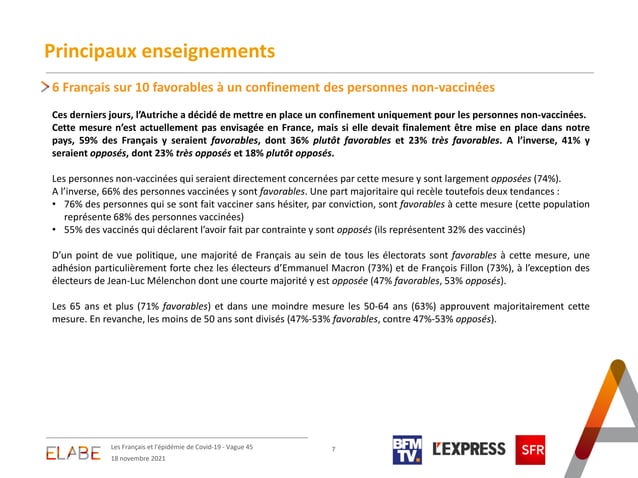 Principaux enseignements
6 Français sur 10 favorables à un confinement des personnes non-vaccinées
Ces derniers jours, l’Autriche a décidé de mettre en place un confinement uniquement pour les personnes non-vaccinées.
Cette mesure n’est actuellement pas envisagée en France, mais si elle devait finalement être mise en place dans notre
pays, 59% des Français y seraient favorables, dont 36% plutôt favorables et 23% très favorables. A l’inverse, 41% y
seraient opposés, dont 23% très opposés et 18% plutôt opposés.
Les personnes non-vaccinées qui seraient directement concernées par cette mesure y sont largement opposées (74%).
A l’inverse, 66% des personnes vaccinées y sont favorables. Une part majoritaire qui recèle toutefois deux tendances :
• 76% des personnes qui se sont fait vacciner sans hésiter, par conviction, sont favorables à cette mesure (cette population
représente 68% des personnes vaccinées)
• 55% des vaccinés qui déclarent l’avoir fait par contrainte y sont opposés (ils représentent 32% des vaccinés)
D’un point de vue politique, une majorité de Français au sein de tous les électorats sont favorables à cette mesure, une
adhésion particulièrement forte chez les électeurs d’Emmanuel Macron (73%) et de François Fillon (73%), à l’exception des
électeurs de Jean-Luc Mélenchon dont une courte majorité y est opposée (47% favorables, 53% opposés).
Les 65 ans et plus (71% favorables) et dans une moindre mesure les 50-64 ans (63%) approuvent majoritairement cette
mesure. En revanche, les moins de 50 ans sont divisés (47%-53% favorables, contre 47%-53% opposés).
ELABE
Les Français et l'épidémie de Covid-19 - Vague 45
18 novembre 2021
7
BFM
TV.
L'EXPRESS
SFR